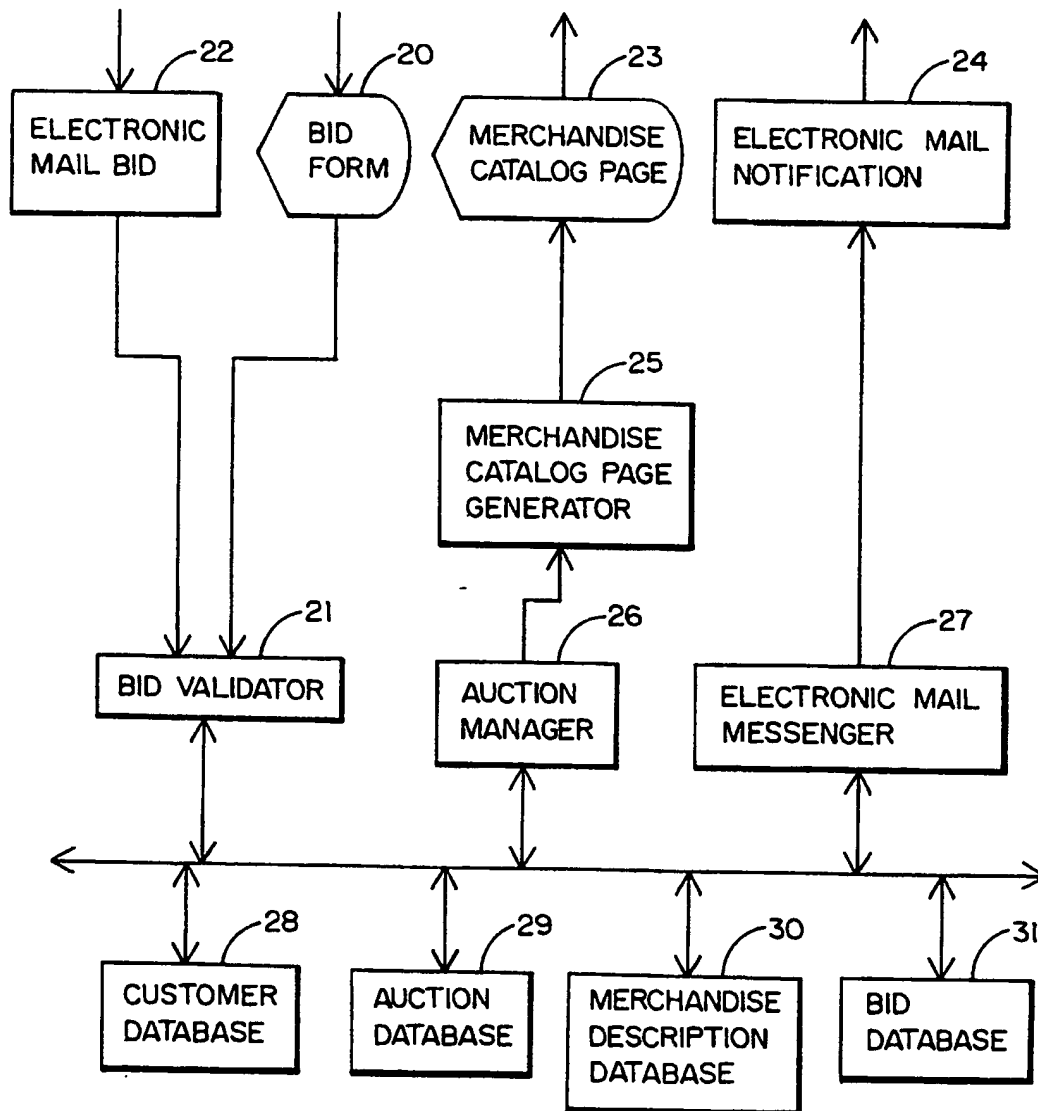 22
20
23
24
ELECTRONIC
MAIL BID
BID
FORM
MERCHANDISE
CATALOG PAGE
ELECTRONIC MAIL
NOTIFICATION
25
MERCHANDISE
CATALOG PAGE
GENERATOR
21
BID VALIDATOR
26
AUCTION
MANAGER
27
ELECTRONIC MAIL
MESSENGER
28
CUSTOMER
DATABASE
29
AUCTION
DATABASE
30
MERCHANDISE
DESCRIPTION
DATABASE
31
BID
DATABASE